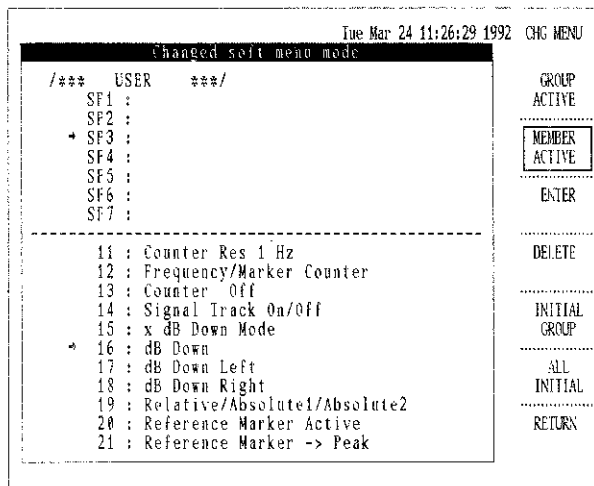 Tue Mar 24 11:26:29 1992 CHG MENU
Changed soft menu mode
/*** USER ***/
SF1 :
SF2 :
→ SF3 :
SF4 :
SF5 :
SF6 :
SF7 :
11 : Counter Res 1 Hz
12 : Frequency/Marker Counter
13 : Counter Off
14 : Signal Track On/Off
15 : x dB Down Mode
→ 16 : dB Down
17 : dB Down Left
18 : dB Down Right
19 : Relative/Absolute1/Absolute2
20 : Reference Marker Active
21 : Reference Marker -> Peak
GROUP
ACTIVE
MEMBER
ACTIVE
ENTER
DELETE
INITIAL
GROUP
ALL
INITIAL
RETURN